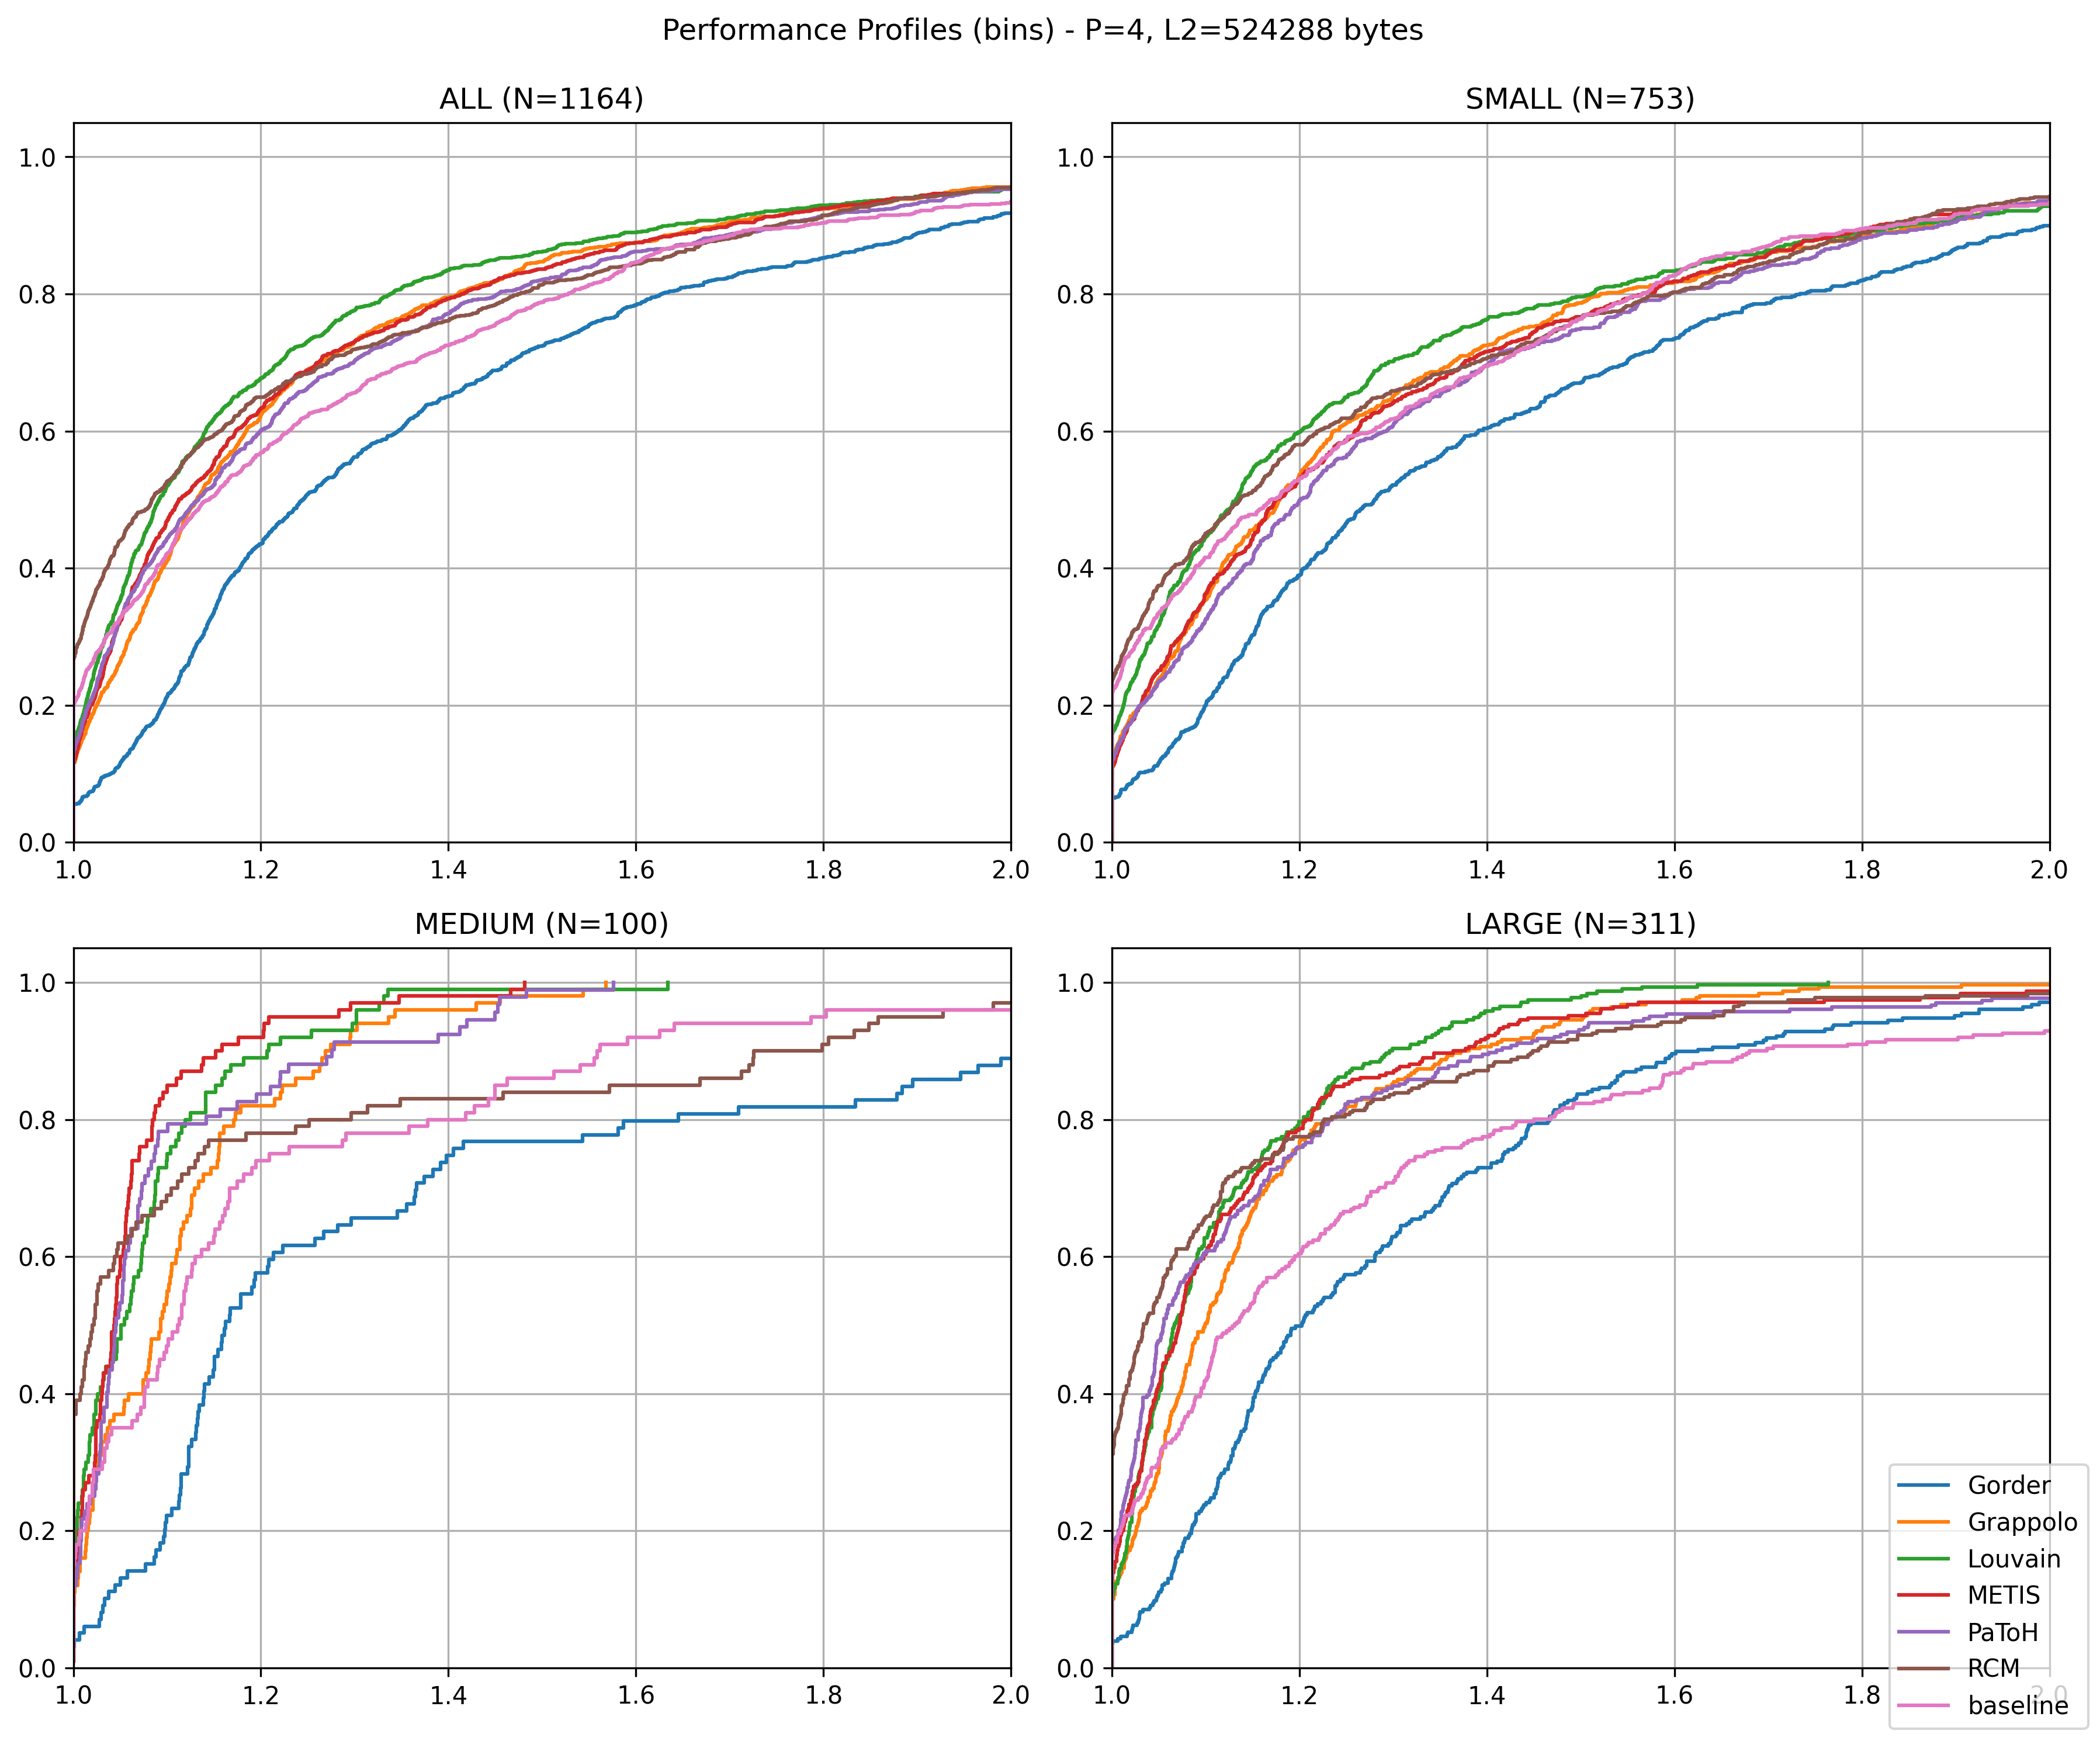 Performance Profiles (bins) - P=4, L2=524288 bytes
ALL (N=1164)
1.0
0.8
0.6
0.4
0.2
0.0
1.0 1.2 1.4 1.6 1.8 2.0
SMALL (N=753)
1.0
0.8
0.6
0.4
0.2
0.0
1.0 1.2 1.4 1.6 1.8 2.0
MEDIUM (N=100)
1.0
0.8
0.6
0.4
0.2
0.0
1.0 1.2 1.4 1.6 1.8 2.0
LARGE (N=311)
1.0
0.8
0.6
0.4
0.2
0.0
1.0 1.2 1.4 1.6 1.8 2.0
Gorder
Grappolo
Louvain
METIS
PaToH
RCM
baseline